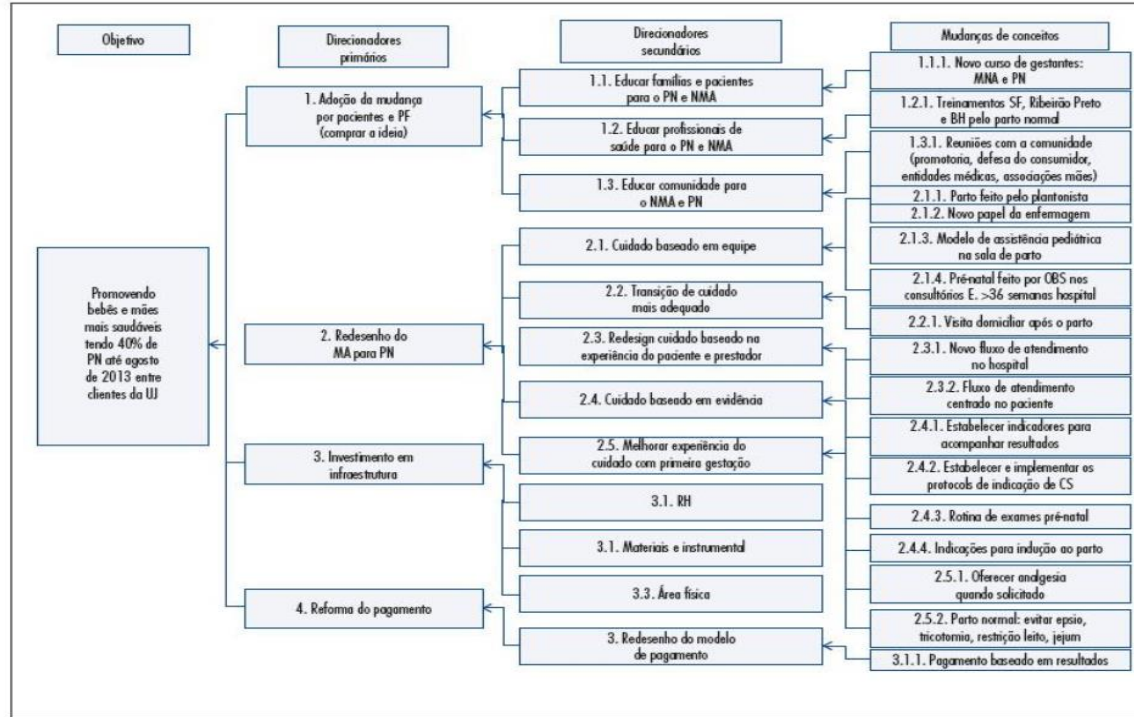 Objetivo
Direcionadores
primários
Direcionadores
secundários
Mudanças de conceitos
Promovendo
bebês e mães
mais saudáveis
tendo 40% de
PN até agosto
de 2013 entre
clientes da UJ
1. Adoção da mudança
por pacientes e PF
(comprar a ideia)
2. Redesenho do
MA para PN
3. Investimento em
infraestrutura
4. Reforma do pagamento
1.1. Educar famílias e pacientes
para o PN e NMA
1.2. Educar profissionais de
saúde para o PN e NMA
1.3. Educar comunidade para
o NMA e PN
2.1. Cuidado baseado em equipe
2.2. Transição de cuidado
mais adequado
2.3. Redesign cuidado baseado na
experiência do paciente e prestador
2.4. Cuidado baseado em evidência
2.5. Melhorar experiência do
cuidado com primeira gestação
3.1. RH
3.1. Materiais e instrumental
3.3. Área física
3. Redesenho do modelo
de pagamento
1.1.1. Novo curso de gestantes:
MNA e PN
1.2.1. Treinamentos SF, Ribeirão Preto
e BH pelo parto normal
1.3.1. Reuniões com a comunidade
(promotoria, defesa do consumidor,
entidades médicas, associações mães)
2.1.1. Parto feito pelo plantonista
2.1.2. Novo papel da enfermagem
2.1.3. Modelo de assistência pediátrica
na sala de parto
2.1.4. Pré-natal feito por OBS nos
consultórios E. >36 semanas hospital
2.2.1. Visita domiciliar após o parto
2.3.1. Novo fluxo de atendimento
no hospital
2.3.2. Fluxo de atendimento
centrado no paciente
2.4.1. Estabelecer indicadores para
acompanhar resultados
2.4.2. Estabelecer e implementar os
protocols de indicação de CS
2.4.3. Rotina de exames pré-natal
2.4.4. Indicações para indução ao parto
2.5.1. Oferecer analgesia
quando solicitado
2.5.2. Parto normal: evitar epsio,
tricotomia, restrição leito, jejum
3.1.1. Pagamento baseado em resultados